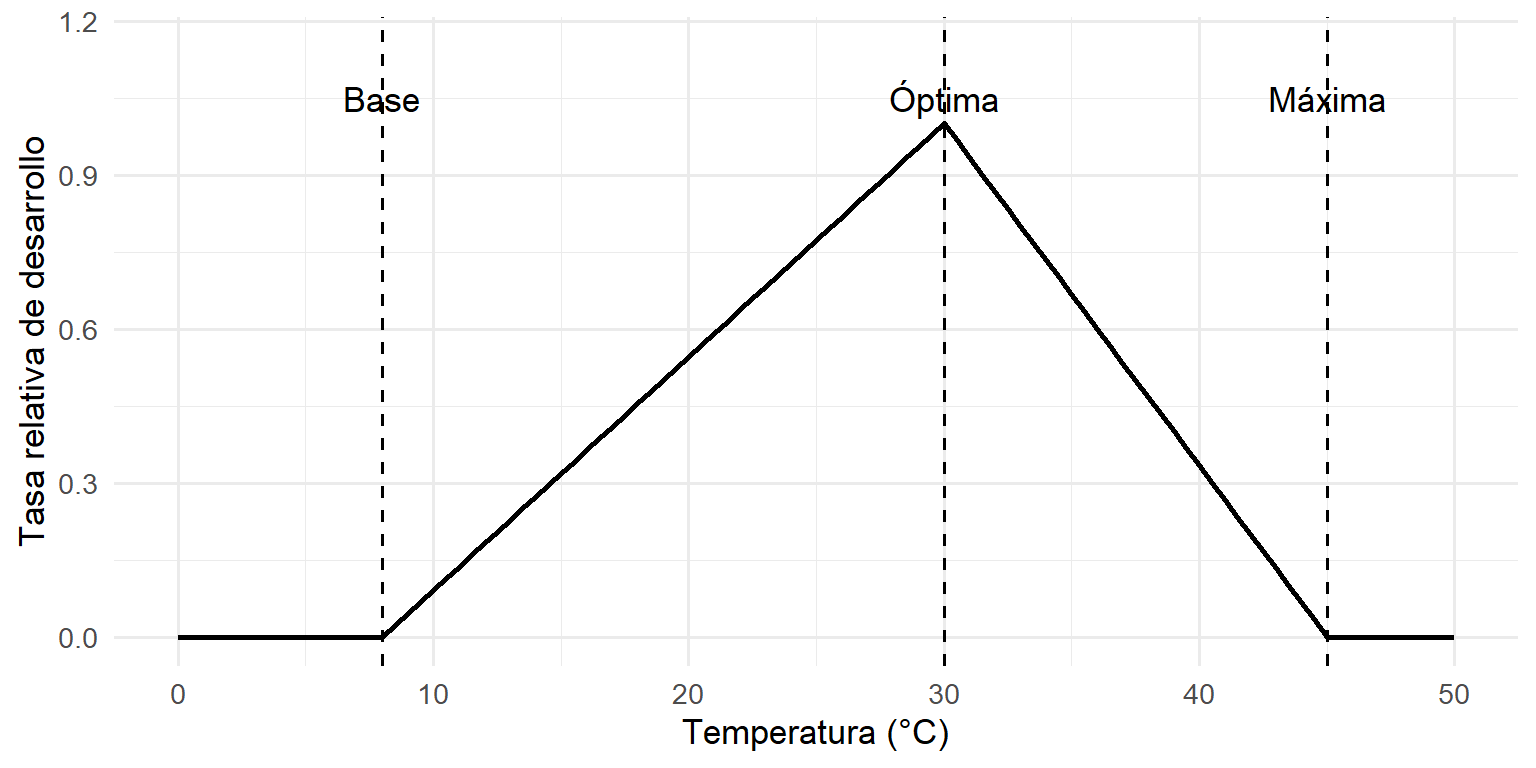 1.2
Base
Óptima
Máxima
0.9
0.6
0.3
0.0
Tasa relativa de desarrollo
0 10 20 30 40 50
Temperatura (°C)